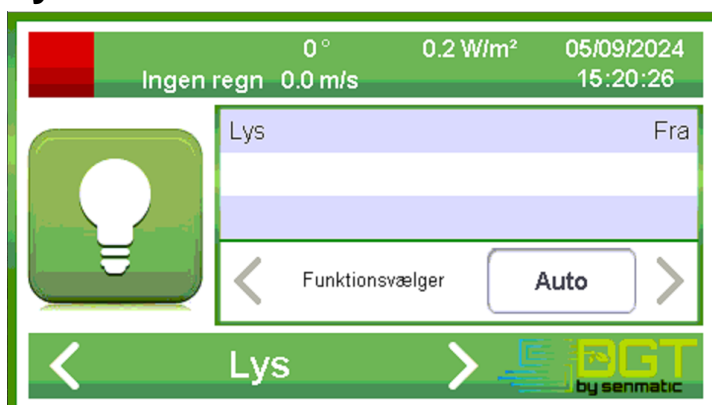 0° 0.2 W/m² 05/09/2024
Ingen regn 0.0 m/s 15:20:26
Lys Fra
Funktionsvælger Auto
Lys
DGT
by senmatic